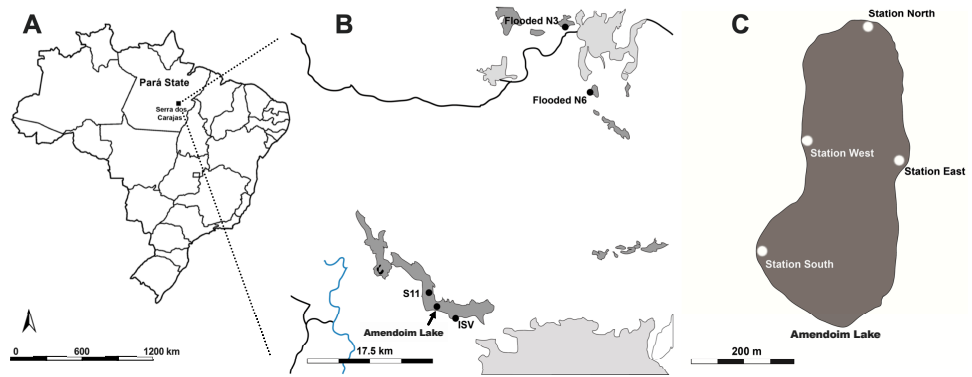 A
Pará State
Serra dos
Carajas
0 600 1200 km
B
Flooded N3
Flooded N6
S11
Amendoim Lake
ISV
17.5 km
C
Station North
Station West
Station East
Station South
Amendoim Lake
200 m